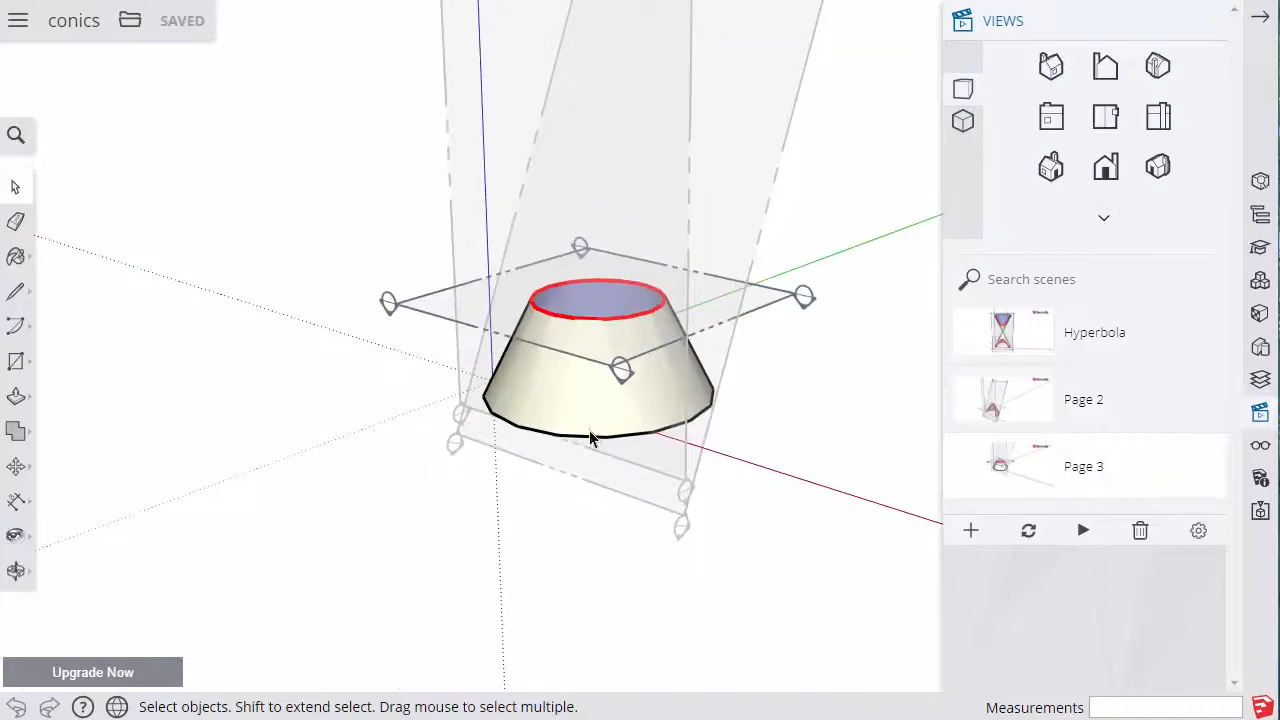 conics SAVED
VIEWS
Search scenes
Hyperbola
Page 2
Page 3
Upgrade Now
Select objects. Shift to extend select. Drag mouse to select multiple.
Measurements